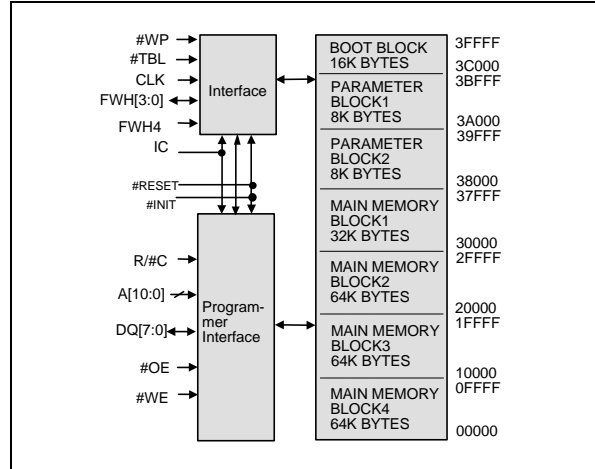 #WP
#TBL
CLK
FWH[3:0]
FWH4
IC
#RESET
#INIT
R/#C
A[10:0]
DQ[7:0]
#OE
#WE
Interface
Program-
mer
Interface
BOOT BLOCK
16K BYTES
PARAMETER
BLOCK1
8K BYTES
PARAMETER
BLOCK2
8K BYTES
MAIN MEMORY
BLOCK1
32K BYTES
MAIN MEMORY
BLOCK2
64K BYTES
MAIN MEMORY
BLOCK3
64K BYTES
MAIN MEMORY
BLOCK4
64K BYTES
3FFFF
3C000
3BFFF
3A000
39FFF
38000
37FFF
30000
2FFFF
20000
1FFFF
10000
0FFFF
00000